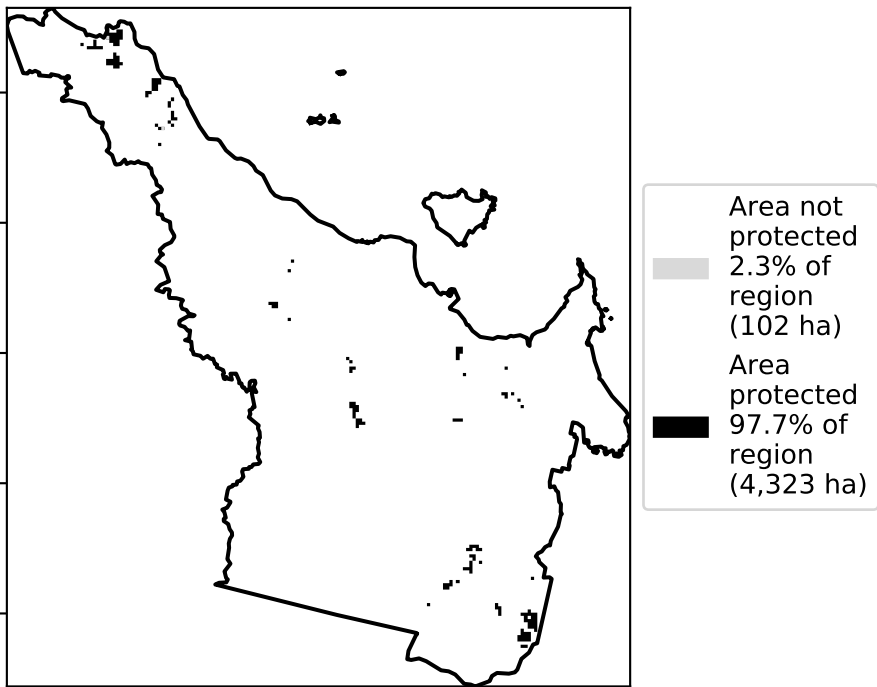 Area not
protected
2.3% of
region
(102 ha)
Area
protected
97.7% of
region
(4,323 ha)